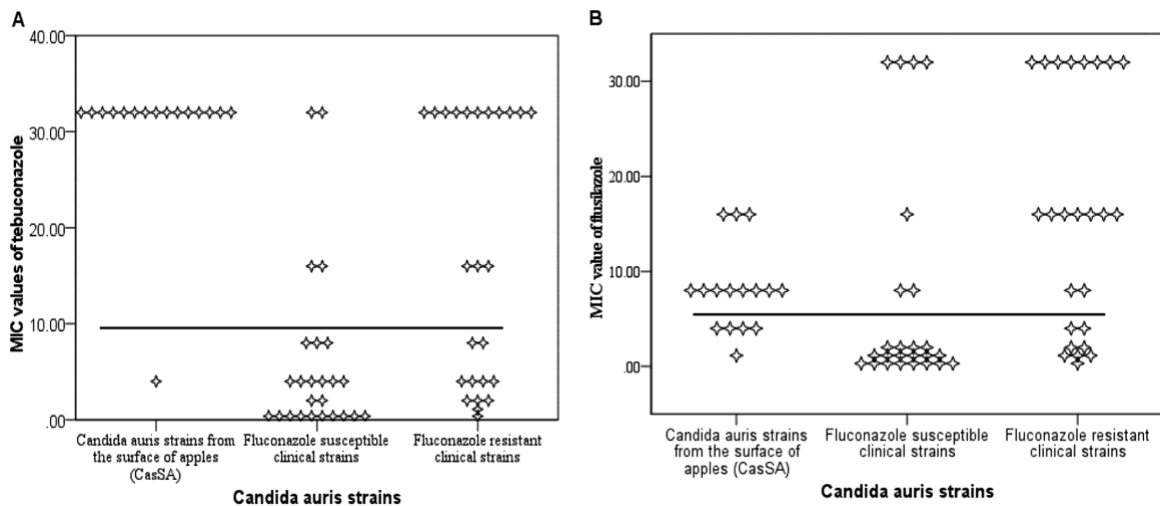 A
MIC values of tebuconazole
40.00
30.00
20.00
10.00
.00
Candida auris strains from
the surface of apples
(CasSA)
Fluconazole susceptible
clinical strains
Fluconazole resistant
clinical strains
Candida auris strains
B
MIC value of flusilazole
30.00
20.00
10.00
.00
Candida auris strains
from the surface of
apples (CasSA)
Fluconazole susceptible
clinical strains
Fluconazole resistant
clinical strains
Candida auris strains